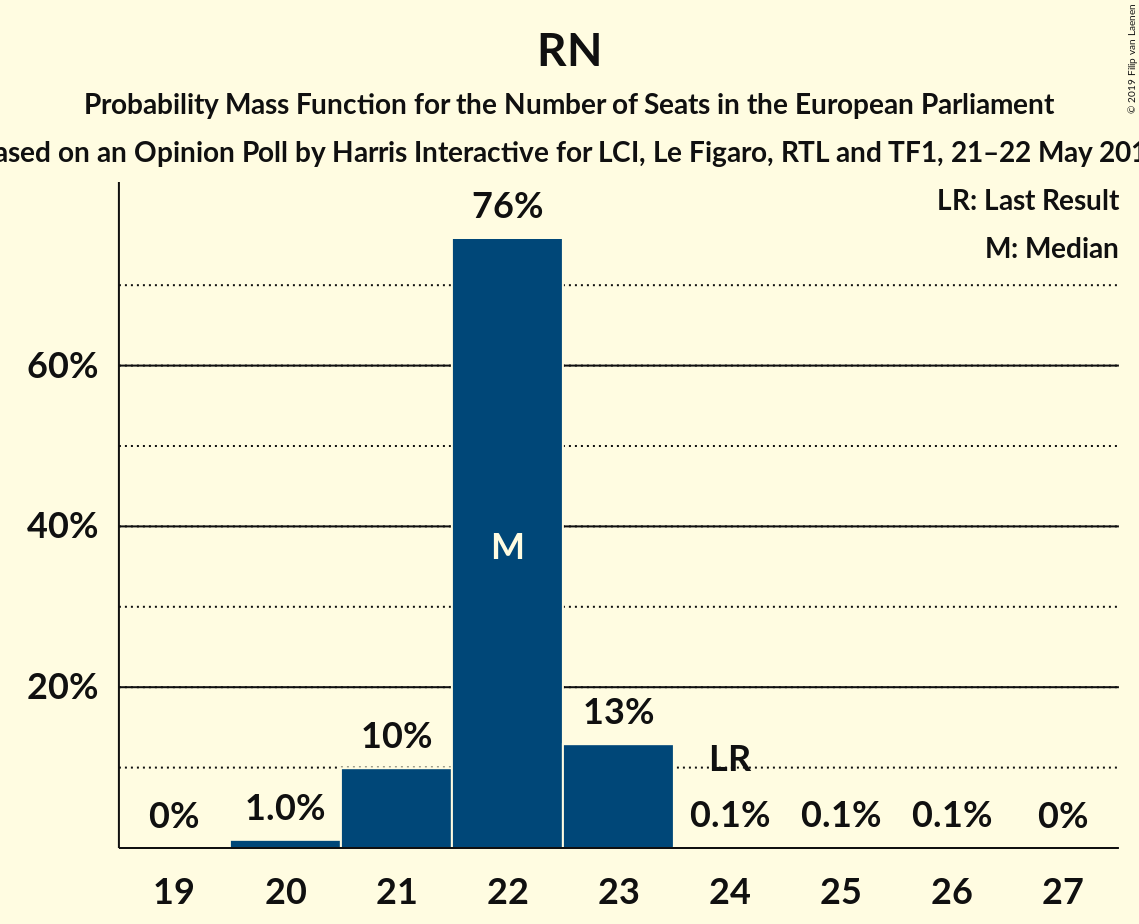 RN
Probability Mass Function for the Number of Seats in the European Parliament
ased on an Opinion Poll by Harris Interactive for LCI, Le Figaro, RTL and TF1, 21–22 May 201
© 2019 Filip van Laenen
LR: Last Result
M: Median
76%
60%
40%
M
20%
13%
10%
LR
0%
1.0%
0.1%
0.1%
0.1%
0%
19 20 21 22 23 24 25 26 27